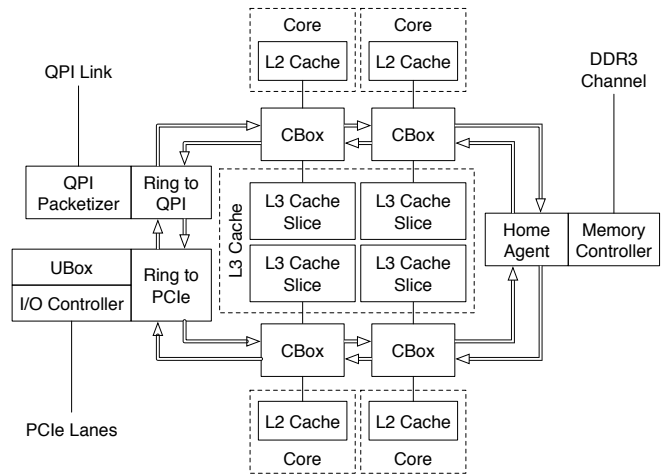 Core
Core
L2 Cache
L2 Cache
QPI Link
DDR3
Channel
CBox
CBox
QPI
Packetizer
Ring to
QPI
L3 Cache
L3 Cache
Slice
L3 Cache
Slice
L3 Cache
Slice
L3 Cache
Slice
Home
Agent
Memory
Controller
UBox
I/O Controller
Ring to
PCIe
CBox
CBox
PCIe Lanes
L2 Cache
L2 Cache
Core
Core